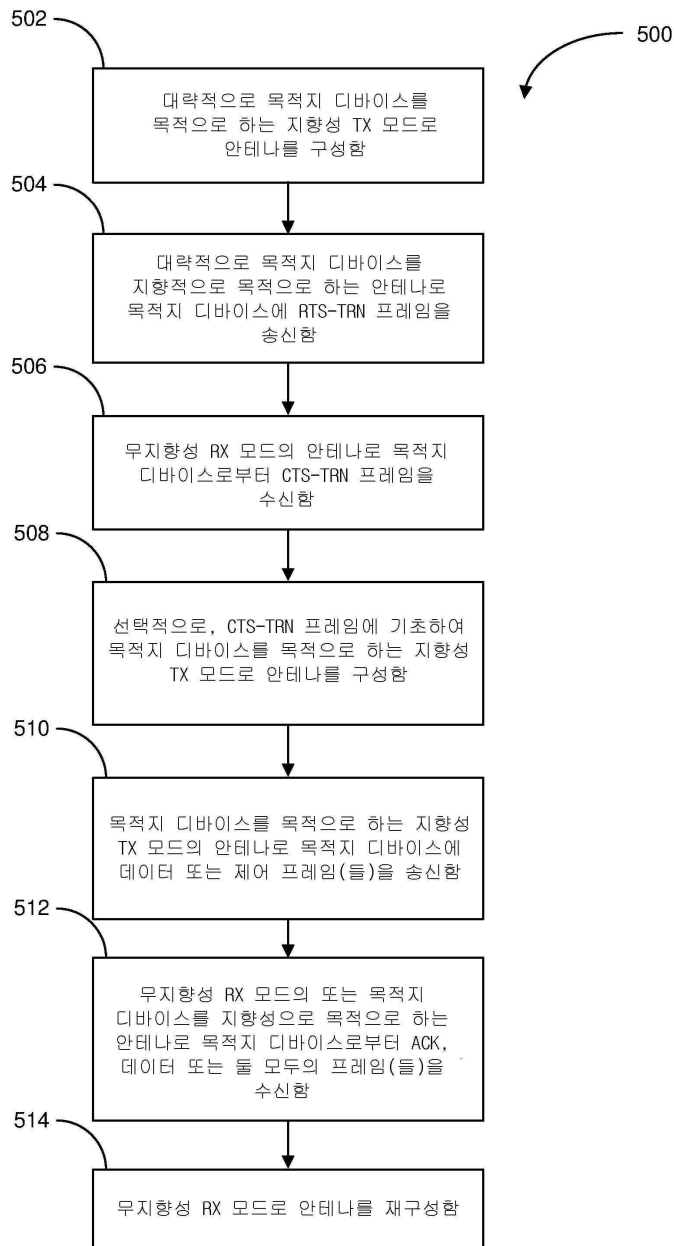 502
500
대략적으로 목적지 디바이스를
목적으로 하는 지향성 TX 모드로
안테나를 구성함
504
대략적으로 목적지 디바이스를
지향적으로 목적으로 하는 안테나로
목적지 디바이스에 RTS-TRN 프레임을
송신함
506
무지향성 RX 모드의 안테나로 목적지
디바이스로부터 CTS-TRN 프레임을
수신함
508
선택적으로, CTS-TRN 프레임에 기초하여
목적지 디바이스를 목적으로 하는 지향성
TX 모드로 안테나를 구성함
510
목적지 디바이스를 목적으로 하는 지향성
TX 모드의 안테나로 목적지 디바이스에
데이터 또는 제어 프레임(들)을 송신함
512
무지향성 RX 모드의 또는 목적지
디바이스를 지향성으로 목적으로 하는
안테나로 목적지 디바이스로부터 ACK,
데이터 또는 둘 모두의 프레임(들)을
수신함
514
무지향성 RX 모드로 안테나를 재구성함